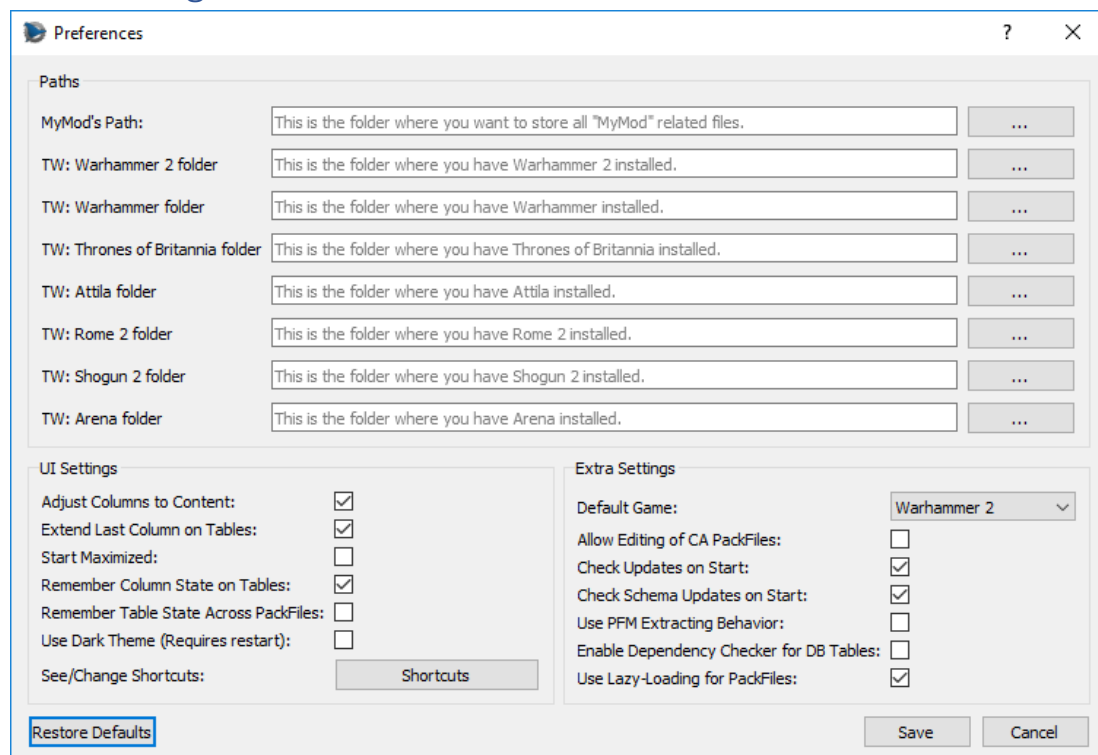 Preferences
?
Paths
MyMod's Path: This is the folder where you want to store all "MyMod" related files. ...
TW: Warhammer 2 folder This is the folder where you have Warhammer 2 installed. ...
TW: Warhammer folder This is the folder where you have Warhammer installed. ...
TW: Thrones of Britannia folder This is the folder where you have Thrones of Britannia installed. ...
TW: Attila folder This is the folder where you have Attila installed. ...
TW: Rome 2 folder This is the folder where you have Rome 2 installed. ...
TW: Shogun 2 folder This is the folder where you have Shogun 2 installed. ...
TW: Arena folder This is the folder where you have Arena installed. ...
UI Settings
Adjust Columns to Content:
Extend Last Column on Tables:
Start Maximized:
Remember Column State on Tables:
Remember Table State Across PackFiles:
Use Dark Theme (Requires restart):
See/Change Shortcuts: Shortcuts
Extra Settings
Default Game: Warhammer 2
Allow Editing of CA PackFiles:
Check Updates on Start:
Check Schema Updates on Start:
Use PFM Extracting Behavior:
Enable Dependency Checker for DB Tables:
Use Lazy-Loading for PackFiles:
Restore Defaults Save Cancel